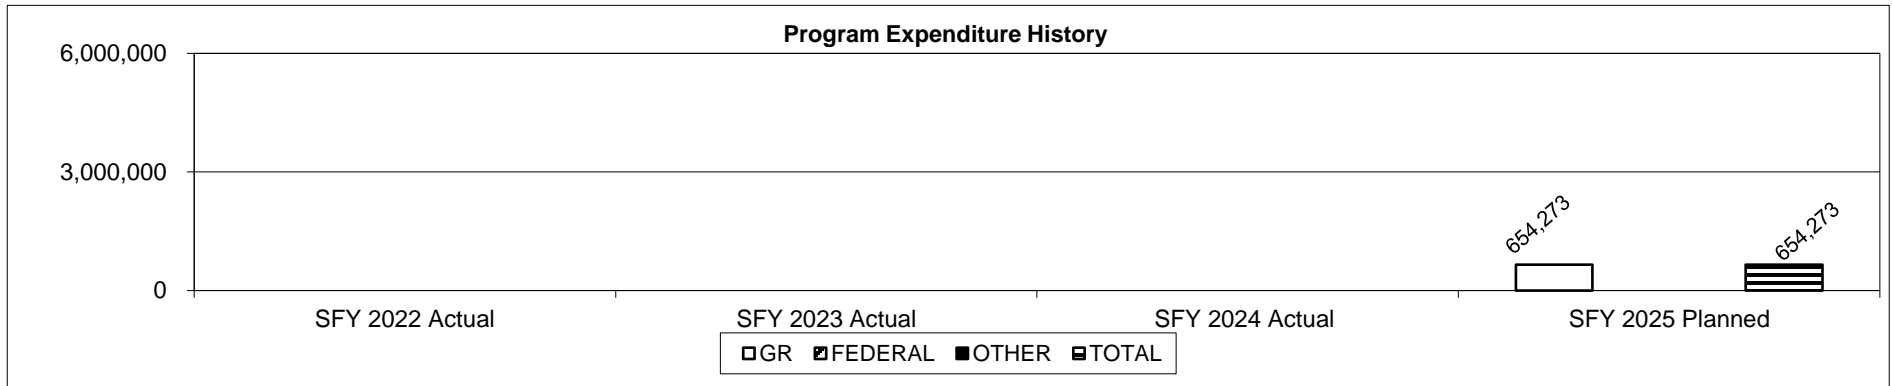 Program Expenditure History
6,000,000
3,000,000
0
654,273
654,273
SFY 2022 Actual
SFY 2023 Actual
SFY 2024 Actual
SFY 2025 Planned
GR FEDERAL OTHER TOTAL